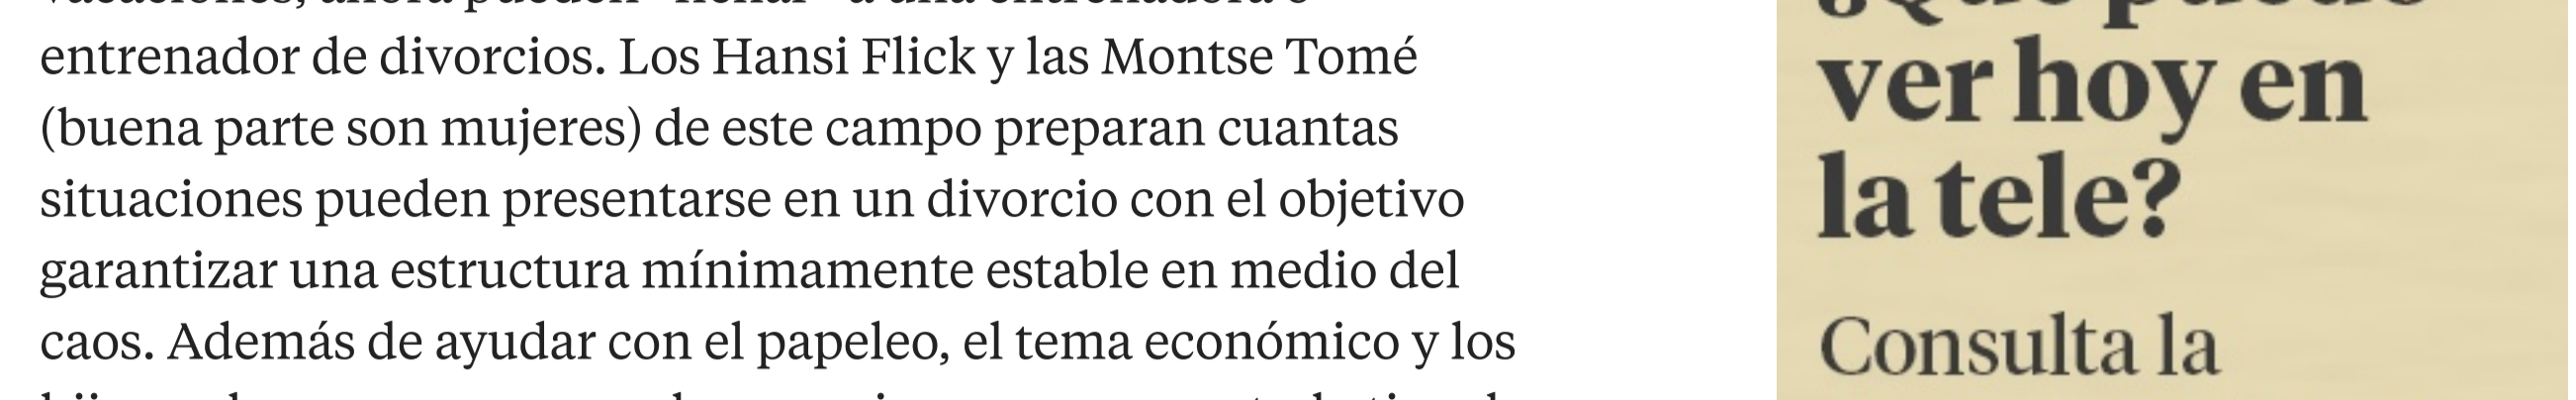 entrenador de divorcios. Los Hansi Flick y las Montse Tomé
(buena parte son mujeres) de este campo preparan cuantas
situaciones pueden presentarse en un divorcio con el objetivo
garantizar una estructura mínimamente estable en medio del
caos. Además de ayudar con el papeleo, el tema económico y los
ver hoy en
la tele?
Consulta la